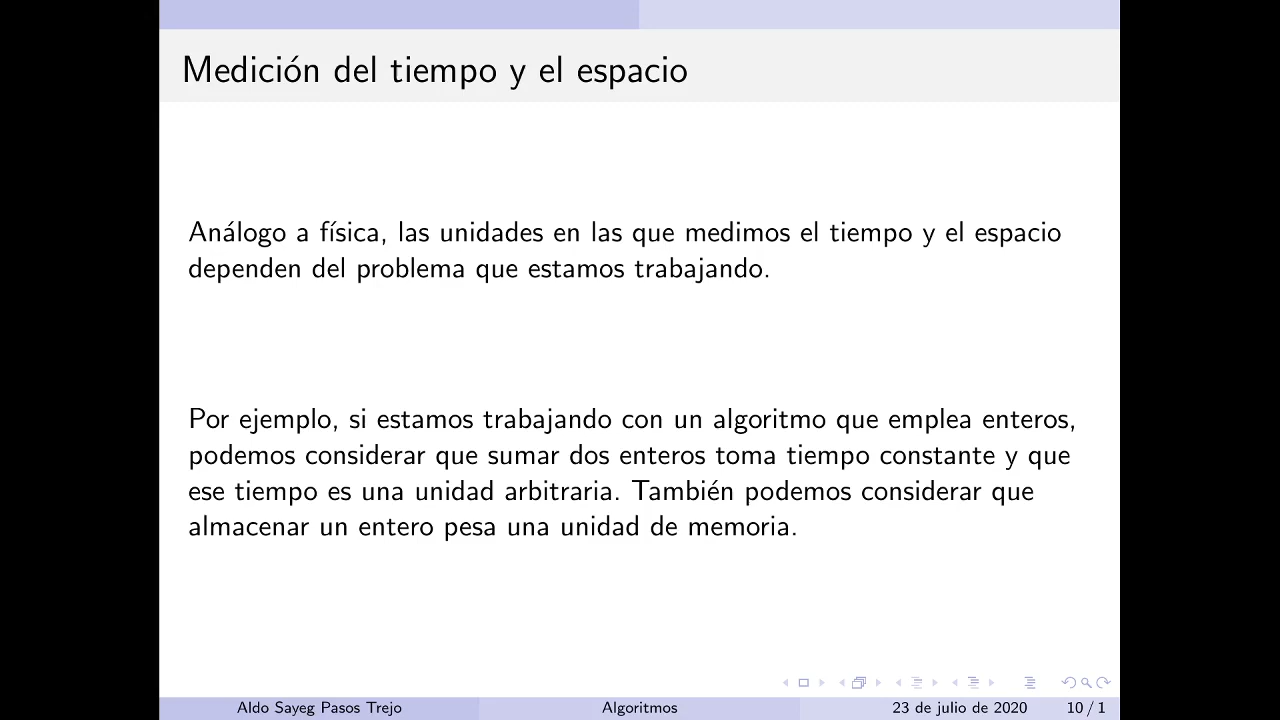 Medición del tiempo y el espacio
Análogo a física, las unidades en las que medimos el tiempo y el espacio
dependen del problema que estamos trabajando.
Por ejemplo, si estamos trabajando con un algoritmo que emplea enteros,
podemos considerar que sumar dos enteros toma tiempo constante y que
ese tiempo es una unidad arbitraria. También podemos considerar que
almacenar un entero pesa una unidad de memoria.
Aldo Sayeg Pasos Trejo
Algoritmos
23 de julio de 2020
10 / 1